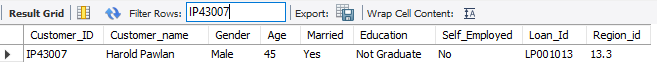 Result Grid Filter Rows: IP43007 Export: Wrap Cell Content: IA
Customer_ID Customer_name Gender Age Married Education Self_Employed Loan_Id Region_id
IP43007 Harold Pawlan Male 45 Yes Not Graduate No LP001013 13.3